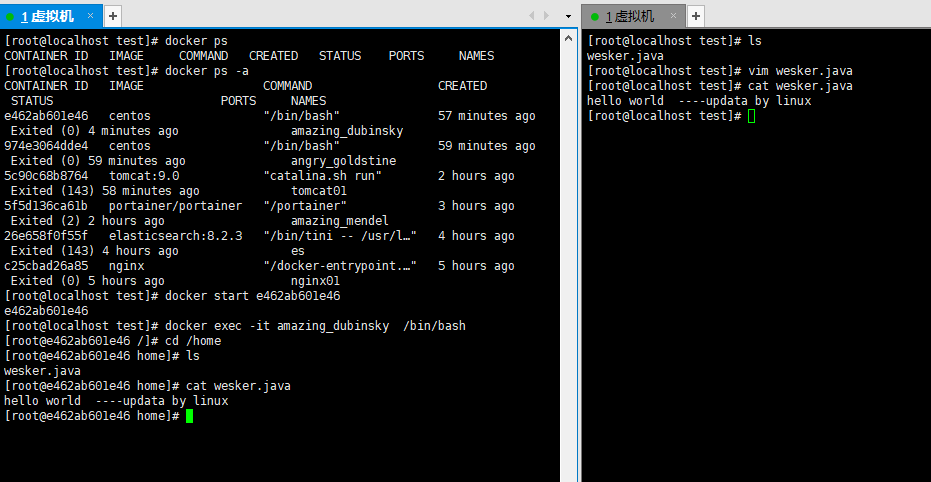 1 虚拟机
[root@localhost test]# docker ps
CONTAINER ID   IMAGE     COMMAND   CREATED   STATUS    PORTS     NAMES
[root@localhost test]# docker ps -a
CONTAINER ID   IMAGE                 COMMAND                  CREATED
 STATUS                        PORTS     NAMES
e462ab601e46   centos                "/bin/bash"              57 minutes ago
 Exited (0) 4 minutes ago                amazing_dubinsky
974e3064dde4   centos                "/bin/bash"              59 minutes ago
 Exited (0) 59 minutes ago               angry_goldstine
5c90c68b8764   tomcat:9.0            "catalina.sh run"        2 hours ago
 Exited (143) 58 minutes ago             tomcat01
5f5d136ca61b   portainer/portainer   "/portainer"             3 hours ago
 Exited (2) 2 hours ago                  amazing_mendel
26e658f0f55f   elasticsearch:8.2.3   "/bin/tini -- /usr/l…"   4 hours ago
 Exited (143) 4 hours ago                es
c25cbad26a85   nginx                 "/docker-entrypoint.…"   5 hours ago
 Exited (0) 5 hours ago                  nginx01
[root@localhost test]# docker start e462ab601e46
e462ab601e46
[root@localhost test]# docker exec -it amazing_dubinsky  /bin/bash
[root@e462ab601e46 /]# cd /home
[root@e462ab601e46 home]# ls
wesker.java
[root@e462ab601e46 home]# cat wesker.java
hello world  ----updata by linux
[root@e462ab601e46 home]#
1 虚拟机
[root@localhost test]# ls
wesker.java
[root@localhost test]# vim wesker.java
[root@localhost test]# cat wesker.java
hello world  ----updata by linux
[root@localhost test]#